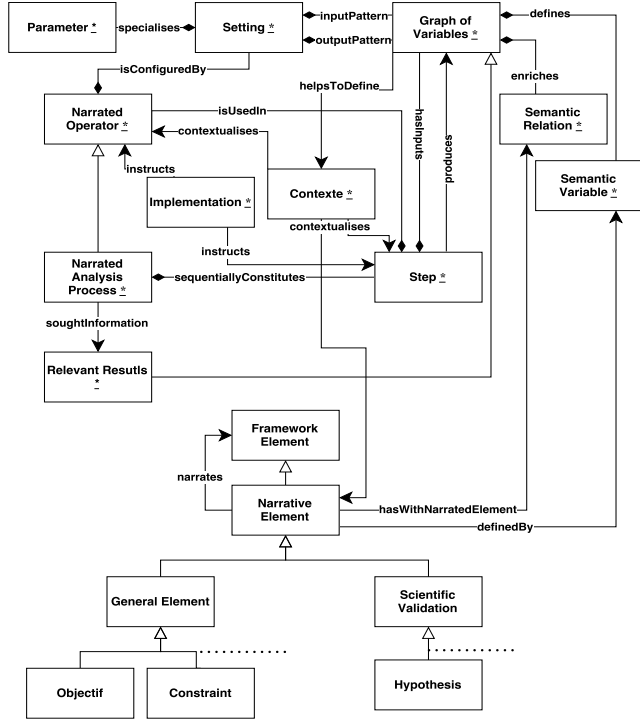 Parameter *
specialises
Setting *
inputPattern
outputPattern
Graph of
Variables *
defines
enriches
isConfiguredBy
helpsToDefine
Narrated
Operator *
isUsedIn
contextualises
hasInputs
produces
Semantic
Relation *
instructs
Implementation *
Contexte *
Semantic
Variable *
contextualises
instructs
Narrated
Analysis
Process *
sequentiallyConstitutes
Step *
soughtInformation
Relevant Resutls
*
Framework
Element
narrates
Narrative
Element
hasWithNarratedElement
definedBy
General Element
Scientific
Validation
Objectif
Constraint
Hypothesis